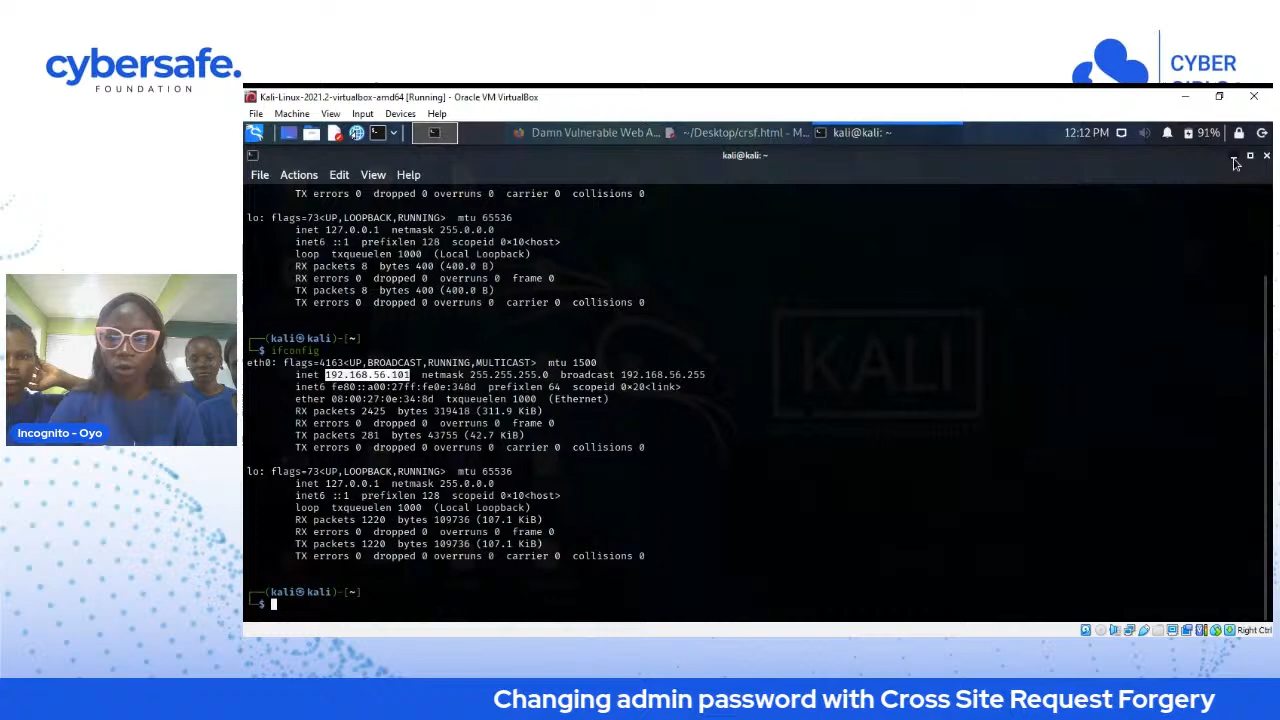 cybersafe.
FOUNDATION
CYBER
Kali-Linux-2021.2-virtualbox-amd64 [Running] - Oracle VM VirtualBox
File Machine View Input Devices Help
Damn Vulnerable Web A... ~/Desktop/crsf.html - M... kali@kali: ~ 12:12 PM 91%
kali@kali: ~
File Actions Edit View Help
TX errors 0 dropped 0 overruns 0 carrier 0 collisions 0
lo: flags=73<UP,LOOPBACK,RUNNING> mtu 65536
inet 127.0.0.1 netmask 255.0.0.0
inet6 ::1 prefixlen 128 scopeid 0×10<host>
loop txqueuelen 1000 (Local Loopback)
RX packets 8 bytes 400 (400.0 B)
RX errors 0 dropped 0 overruns 0 frame 0
TX packets 8 bytes 400 (400.0 B)
TX errors 0 dropped 0 overruns 0 carrier 0 collisions 0
┌──(kali㉿kali)-[~]
└─$ ifconfig
eth0: flags=4163<UP,BROADCAST,RUNNING,MULTICAST> mtu 1500
inet 192.168.56.101 netmask 255.255.255.0 broadcast 192.168.56.255
inet6 fe80::a00:27ff:fe0e:348d prefixlen 64 scopeid 0×20<link>
ether 08:00:27:0e:34:8d txqueuelen 1000 (Ethernet)
RX packets 2425 bytes 319418 (311.9 KiB)
RX errors 0 dropped 0 overruns 0 frame 0
TX packets 281 bytes 43755 (42.7 KiB)
TX errors 0 dropped 0 overruns 0 carrier 0 collisions 0
lo: flags=73<UP,LOOPBACK,RUNNING> mtu 65536
inet 127.0.0.1 netmask 255.0.0.0
inet6 ::1 prefixlen 128 scopeid 0×10<host>
loop txqueuelen 1000 (Local Loopback)
RX packets 1220 bytes 109736 (107.1 KiB)
RX errors 0 dropped 0 overruns 0 frame 0
TX packets 1220 bytes 109736 (107.1 KiB)
TX errors 0 dropped 0 overruns 0 carrier 0 collisions 0
┌──(kali㉿kali)-[~]
└─$
KALI
Incognito - Oyo
Right Ctrl
Changing admin password with Cross Site Request Forgery